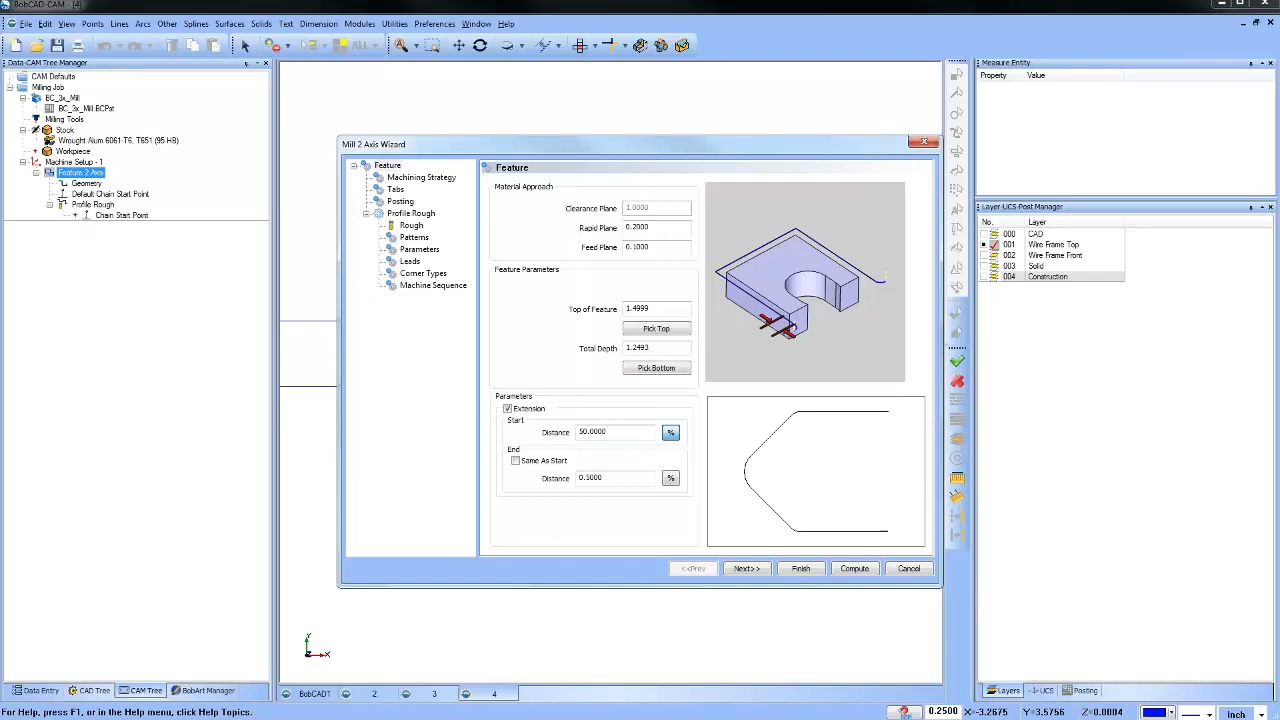 BobCAD-CAM - [4]
File Edit View Points Lines Arcs Other Splines Surfaces Solids Text Dimension Modules Utilities Preferences Window Help
ALL
Data-CAM Tree Manager
CAM Defaults
Milling Job
BC_3x_Mill
BC_3x_Mill.BCPst
Milling Tools
Stock
Wrought Alum 6061-T6, T651 (95 HB)
Workpiece
Machine Setup - 1
Feature 2 Axis
Geometry
Default Chain Start Point
Profile Rough
Chain Start Point
Mill 2 Axis Wizard
Feature
Machining Strategy
Tabs
Posting
Profile Rough
Rough
Patterns
Parameters
Leads
Corner Types
Machine Sequence
Feature
Material Approach
Clearance Plane 1.0000
Rapid Plane 0.2000
Feed Plane 0.1000
Feature Parameters
Top of Feature 1.4999
Pick Top
Total Depth 1.2493
Pick Bottom
Parameters
Extension
Start
Distance 50.0000 %
End
Same As Start
Distance 0.5000 %
<<Prev Next>> Finish Compute Cancel
Measure Entity
Property Value
Layer-UCS-Post Manager
No. Layer
000 CAD
001 Wire Frame Top
002 Wire Frame Front
003 Solid
004 Construction
Y
Z X
Data Entry CAD Tree CAM Tree BobArt Manager
BobCAD1 2 3 4
Layers UCS Posting
For Help, press F1, or in the Help menu, click Help Topics.
0.2500 X=-3.2675 Y=3.5756 Z=0.0004 Inch